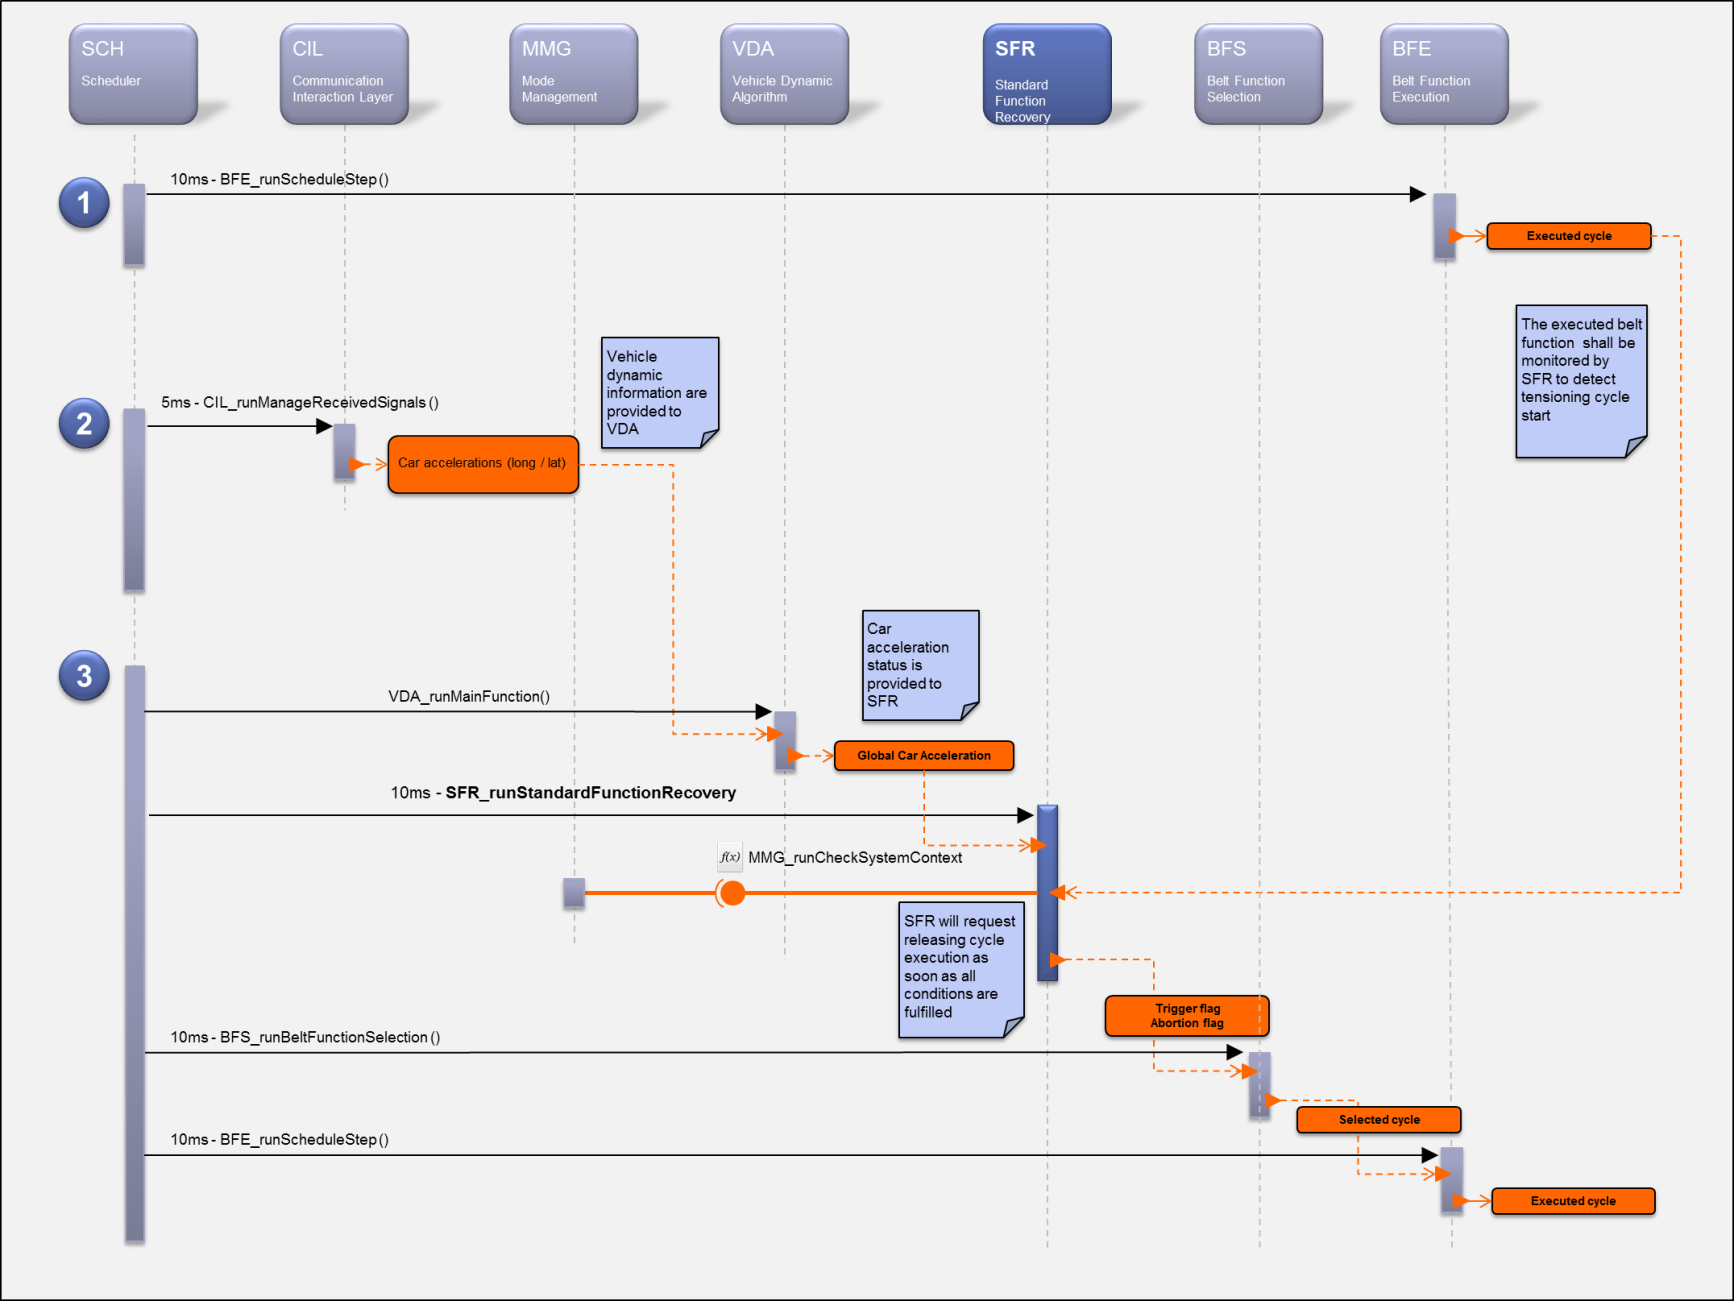 SCH
Scheduler
CIL
Communication
Interaction Layer
MMG
Mode
Management
VDA
Vehicle Dynamic
Algorithm
SFR
Standard
Function
Recovery
BFS
Belt Function
Selection
BFE
Belt Function
Execution
1
10ms - BFE_runScheduleStep()
Executed cycle
The executed belt
function shall be
monitored by
SFR to detect
tensioning cycle
start
2
5ms - CIL_runManageReceivedSignals()
Car accelerations (long / lat)
Vehicle
dynamic
information are
provided to
VDA
3
VDA_runMainFunction()
Car
acceleration
status is
provided to
SFR
Global Car Acceleration
10ms - SFR_runStandardFunctionRecovery
f(x) MMG_runCheckSystemContext
SFR will request
releasing cycle
execution as
soon as all
conditions are
fulfilled
Trigger flag
Abortion flag
10ms - BFS_runBeltFunctionSelection()
Selected cycle
10ms - BFE_runScheduleStep()
Executed cycle